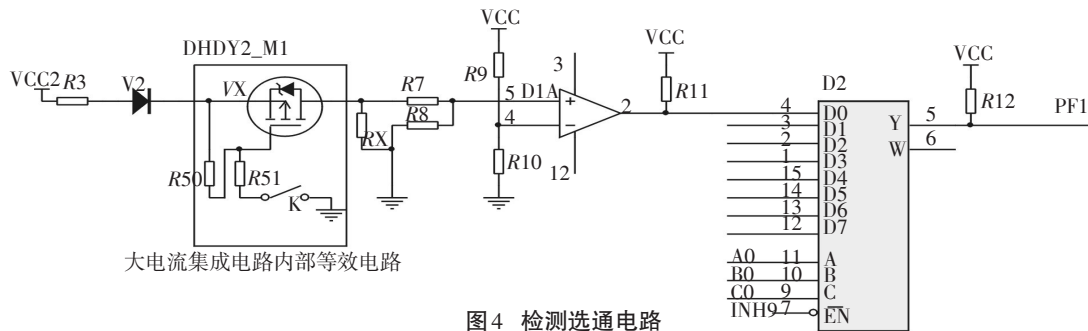 VCC2
R3
V2
DHDY2_M1
VX
R50
R51
K
大电流集成电路内部等效电路
RX
R7
R8
VCC
R9
R10
D1A
3
5
4
+
−
2
12
VCC
R11
D2
4 D0
3 D1
2 D2
1 D3
15 D4
14 D5
13 D6
12 D7
A0 11 A
B0 10 B
C0 9 C
INH9 7 EN
Y 5
W 6
VCC
R12
PF1
图4 检测选通电路